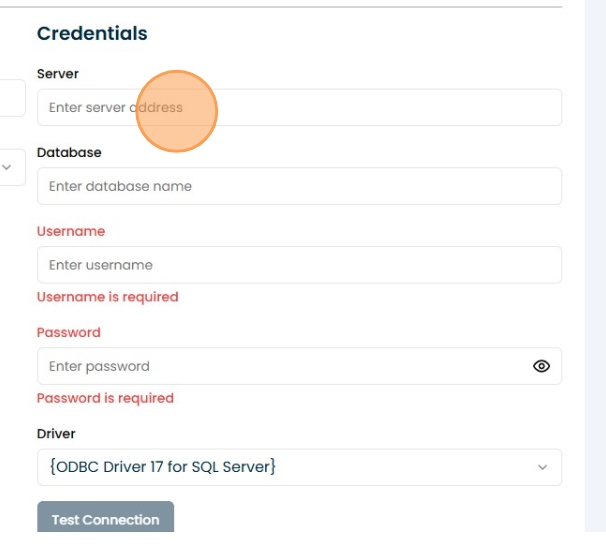 Credentials
Server
Enter server address
Database
Enter database name
Username
Enter username
Username is required
Password
Enter password
Password is required
Driver
{ODBC Driver 17 for SQL Server}
Test Connection